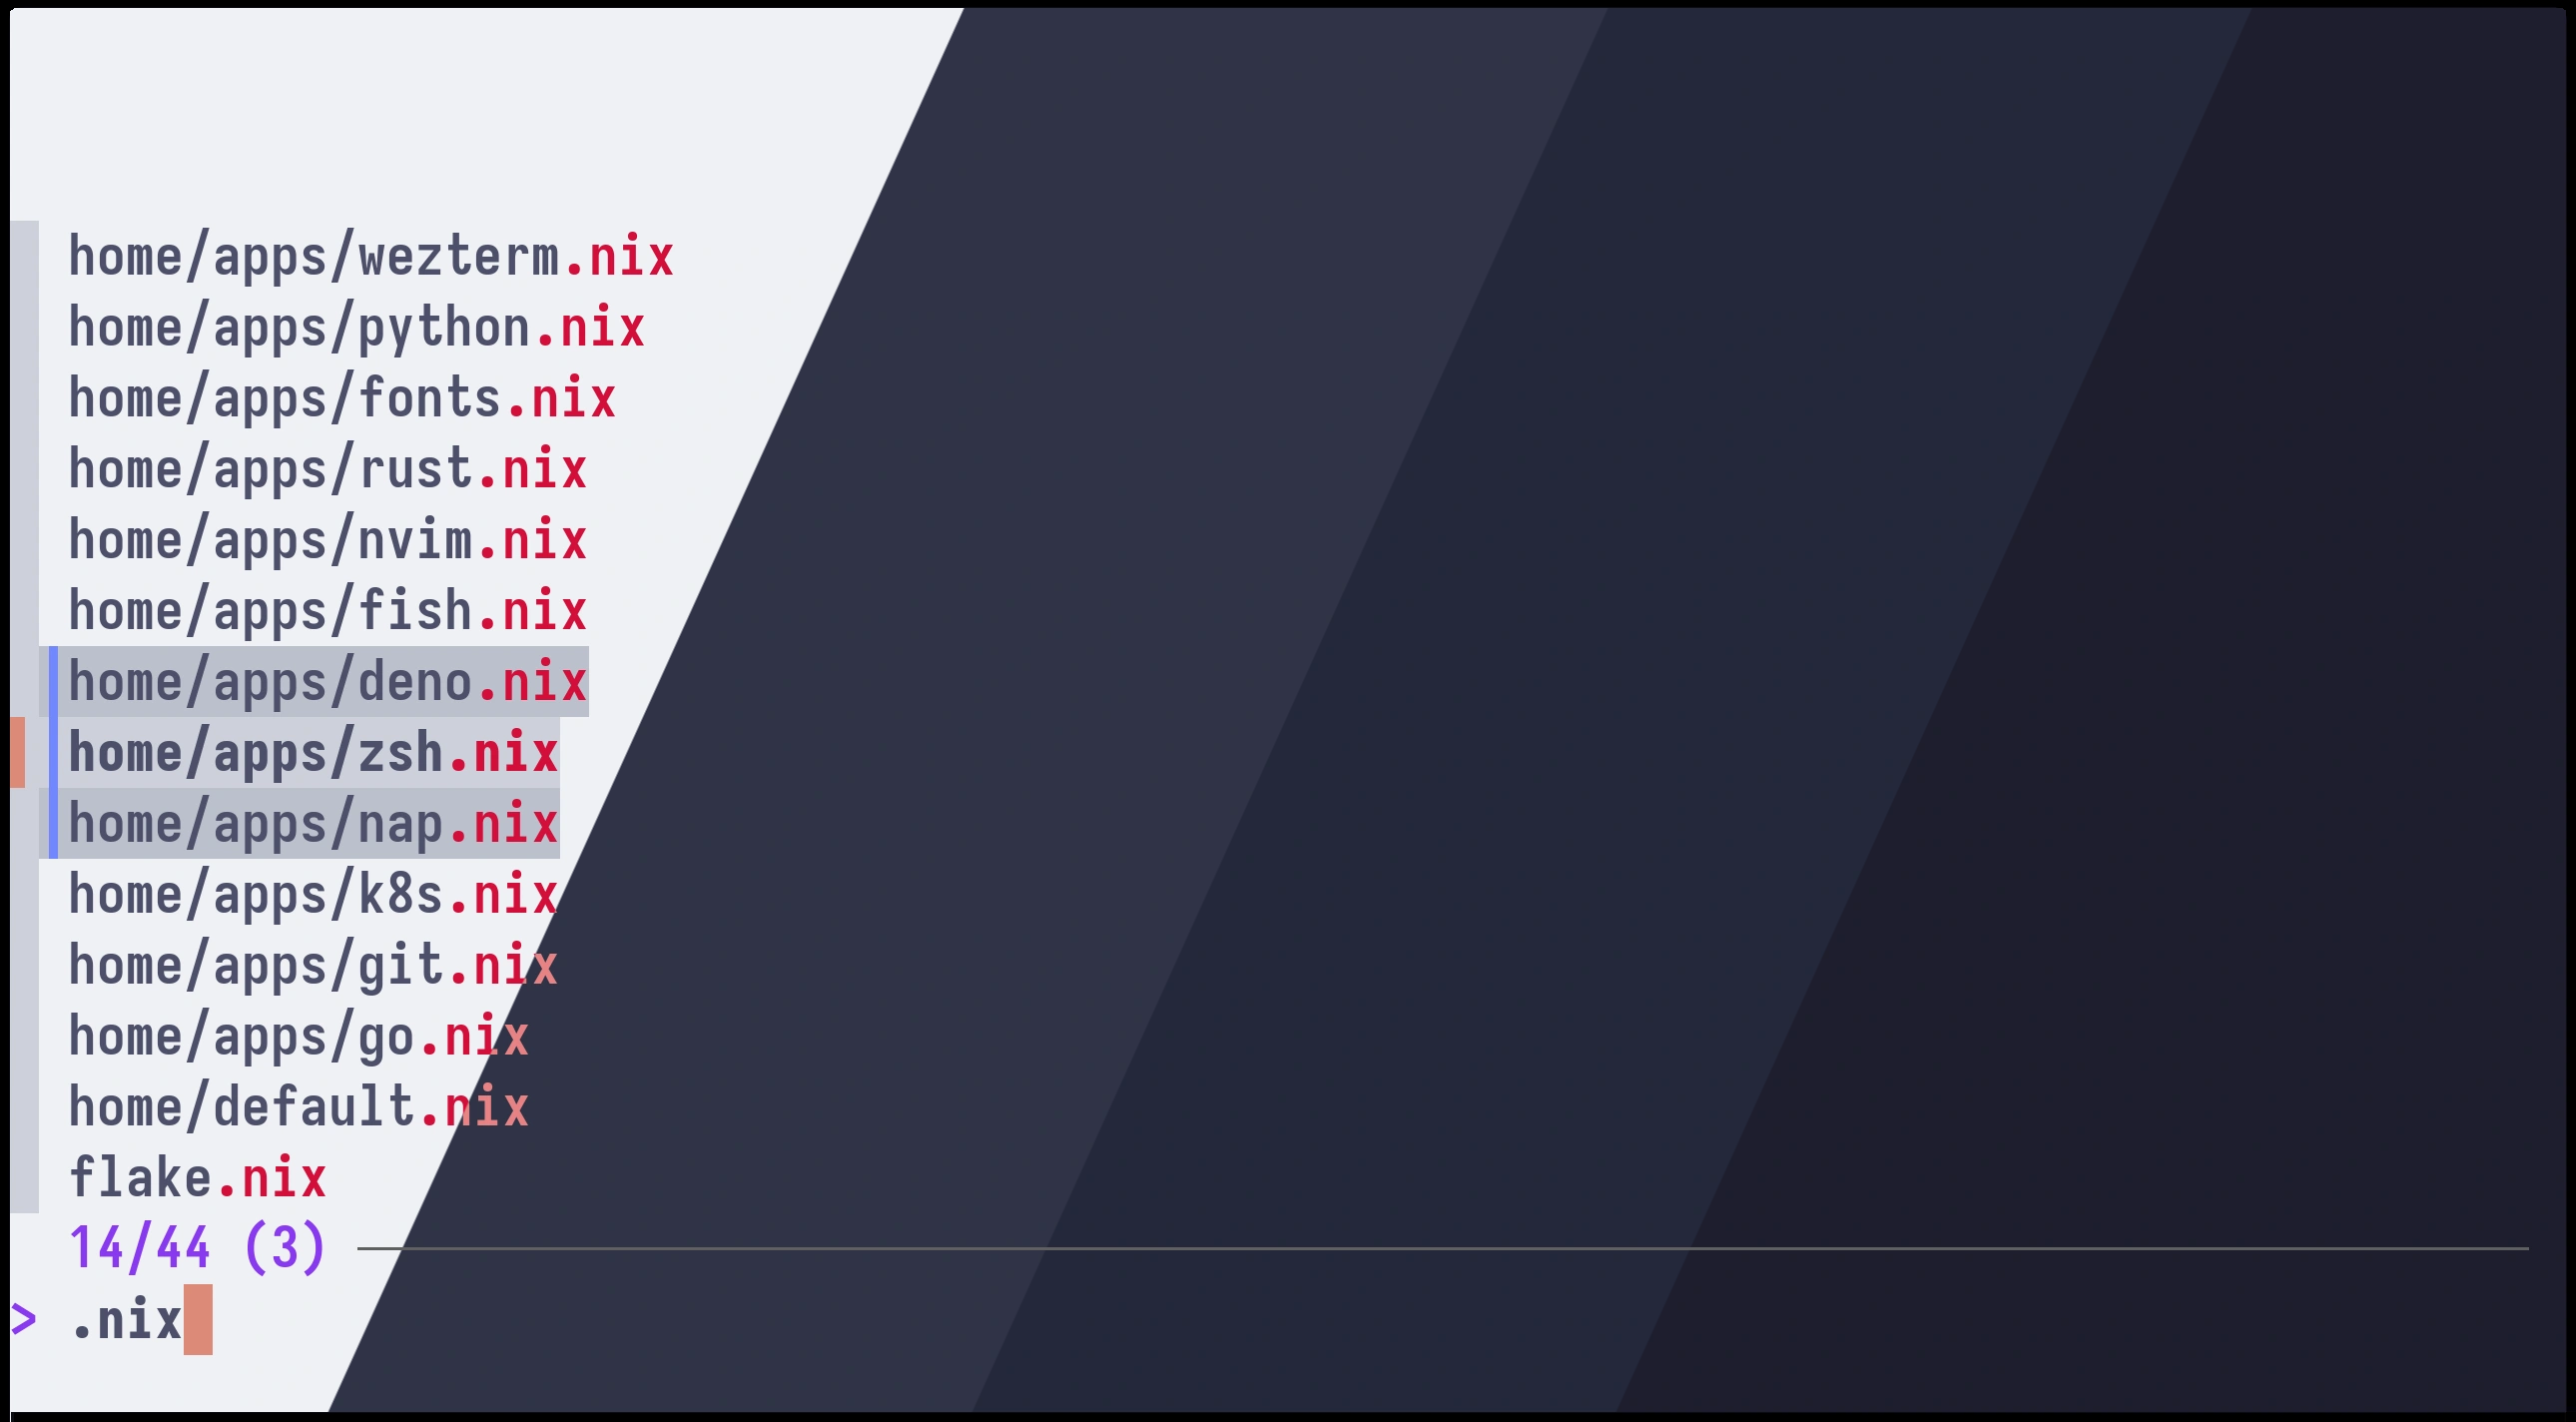 home/apps/wezterm.nix
home/apps/python.nix
home/apps/fonts.nix
home/apps/rust.nix
home/apps/nvim.nix
home/apps/fish.nix
home/apps/deno.nix
home/apps/zsh.nix
home/apps/nap.nix
home/apps/k8s.nix
home/apps/git.nix
home/apps/go.nix
home/default.nix
flake.nix
14/44 (3)
> .nix